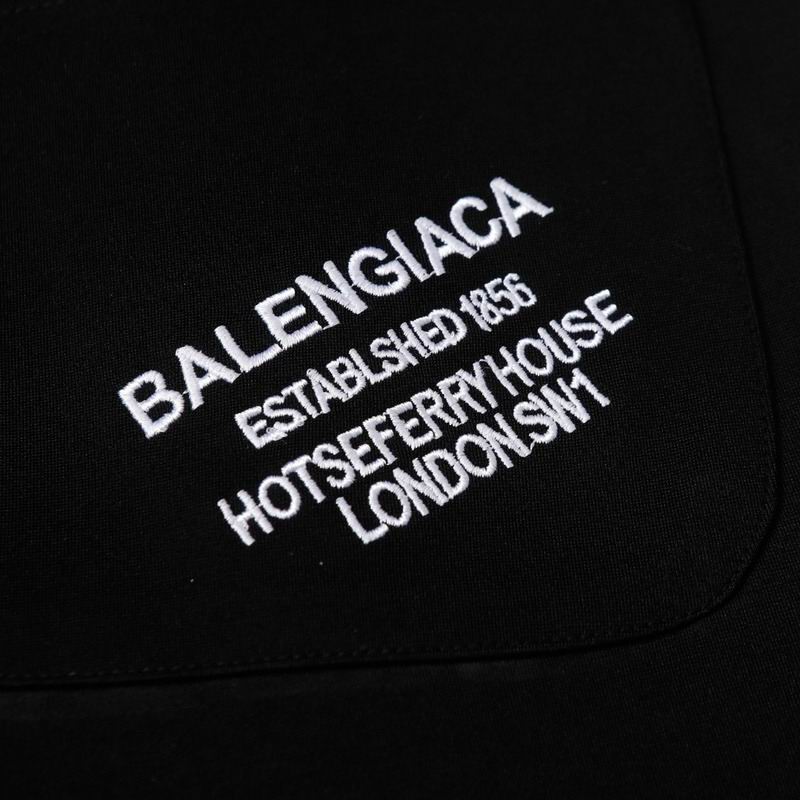 BALENGIACA
ESTABLSHED 1856
HOTSEFERRY HOUSE
LONDON.SW1